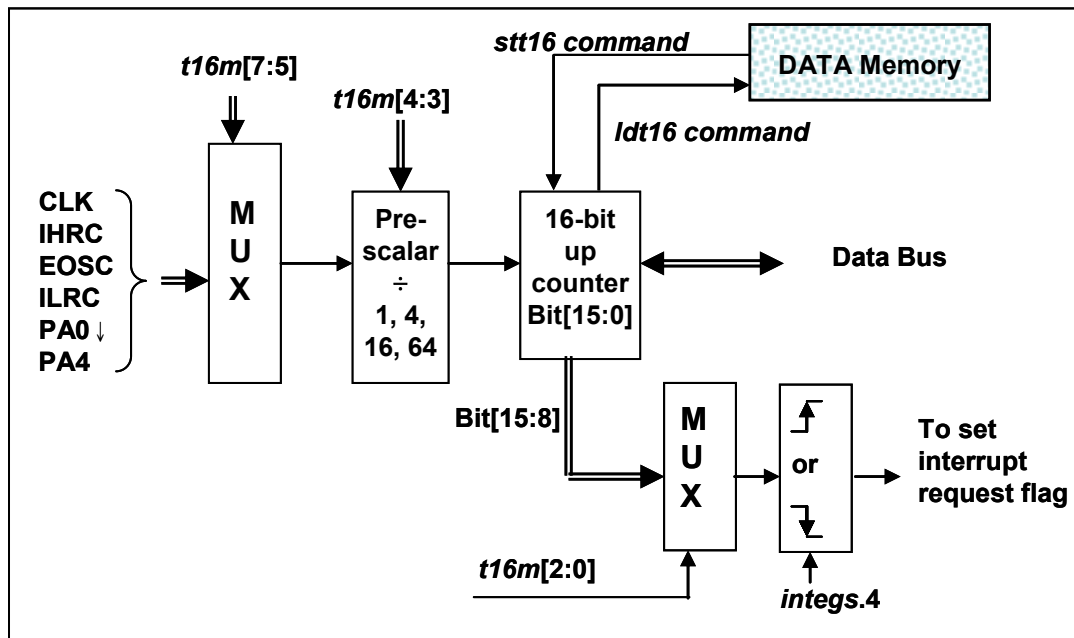 stt16 command
DATA Memory
t16m[7:5]
t16m[4:3]
ldt16 command
CLK
IHRC
EOSC
ILRC
PA0 ↓
PA4
M
U
X
Pre-
scalar
÷
1, 4,
16, 64
16-bit
up
counter
Bit[15:0]
Data Bus
Bit[15:8]
M
U
X
or
To set
interrupt
request flag
t16m[2:0]
integs.4